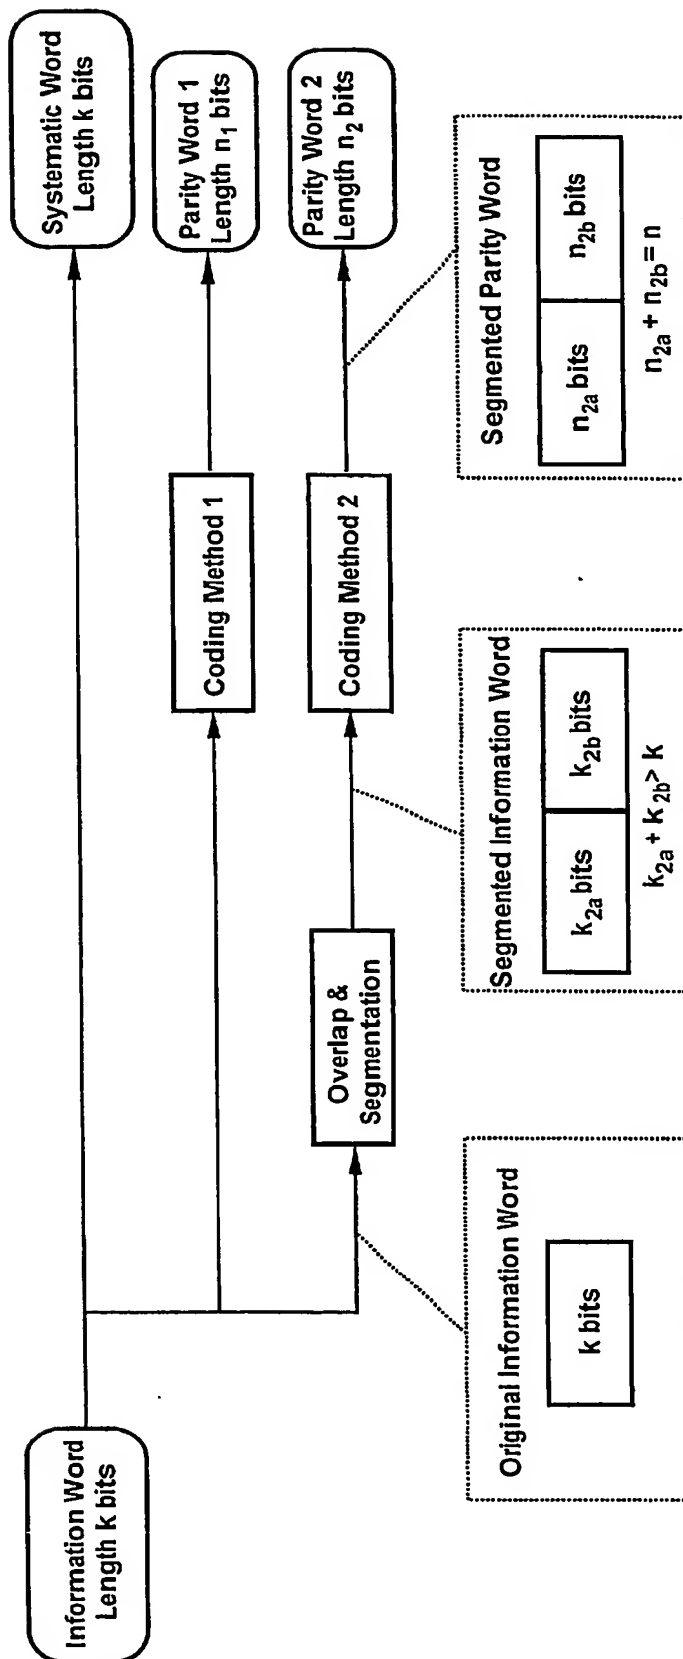 Information Word
Length k bits
Systematic Word
Length k bits
Coding Method 1
Parity Word 1
Length n₁ bits
Overlap &
Segmentation
Coding Method 2
Parity Word 2
Length n₂ bits
Original Information Word
k bits
Segmented Information Word
k₂ₐ bits
k₂b bits
k₂ₐ + k₂b > k
Segmented Parity Word
n₂ₐ bits
n₂b bits
n₂ₐ + n₂b = n